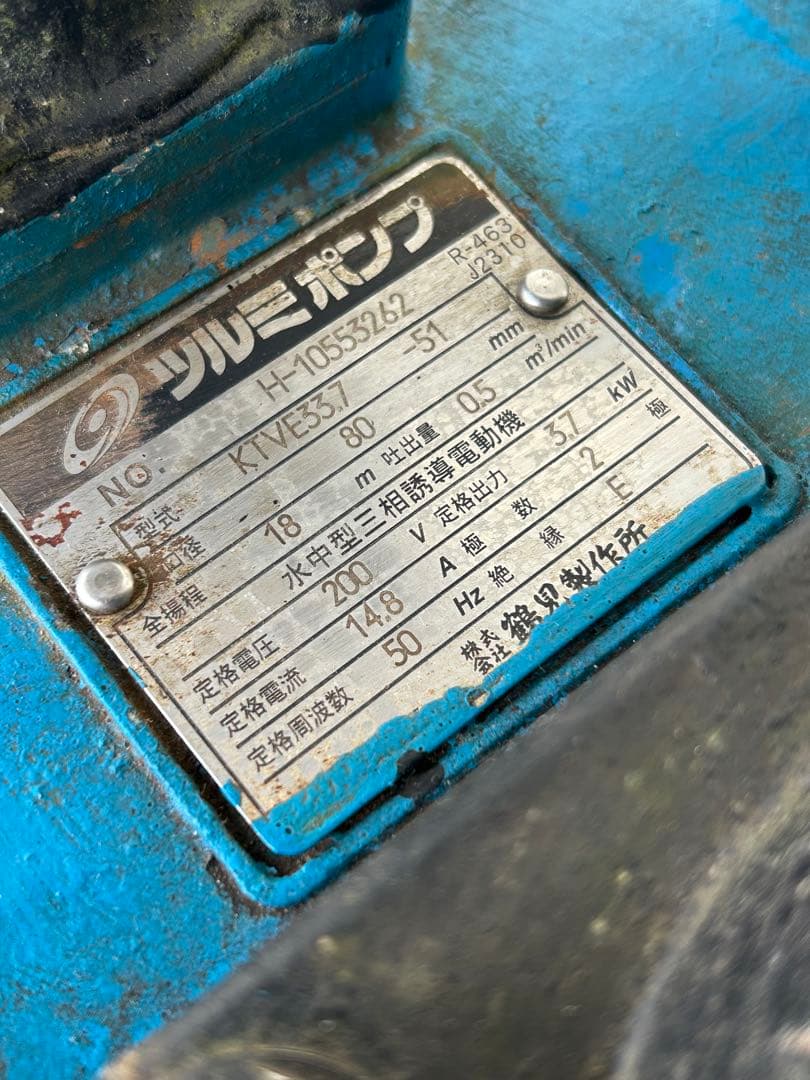 ツルミポンプ
R-463
J2310
NO. H-10553262
型式 KTVE33.7 -51
口径 80 mm
全揚程 18 m 吐出量 0.5 m³/min
水中型三相誘導電動機
定格電圧 200 V 定格出力 3.7 kW
定格電流 14.8 A 極数 2 極
定格周波数 50 Hz 絶縁 E
株式会社 鶴見製作所